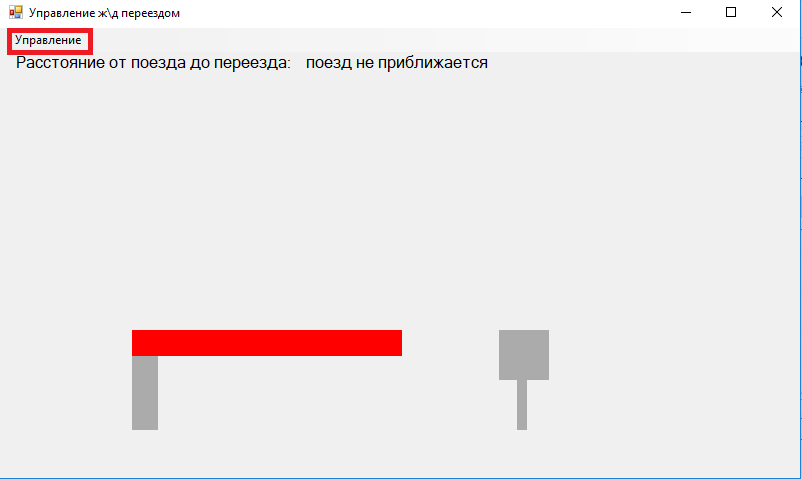 Управление ж\д переездом
Управление
Расстояние от поезда до переезда: поезд не приближается